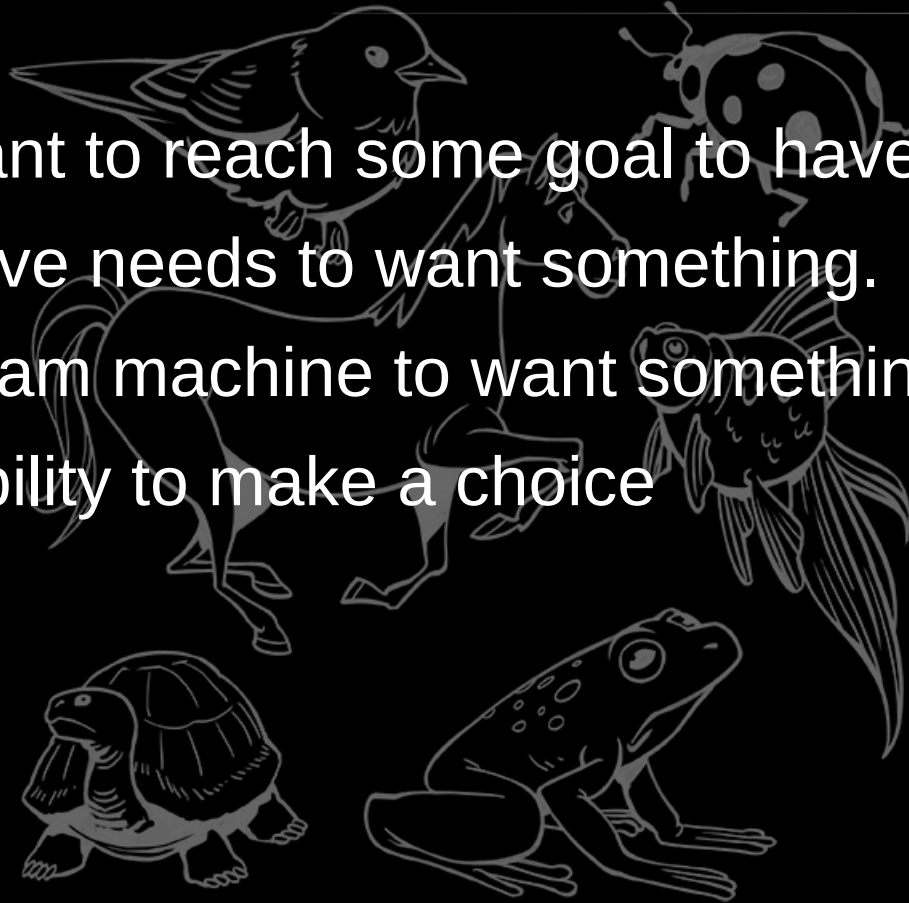 ant to reach some goal to have
ve needs to want something.
am machine to want somethin
bility to make a choice